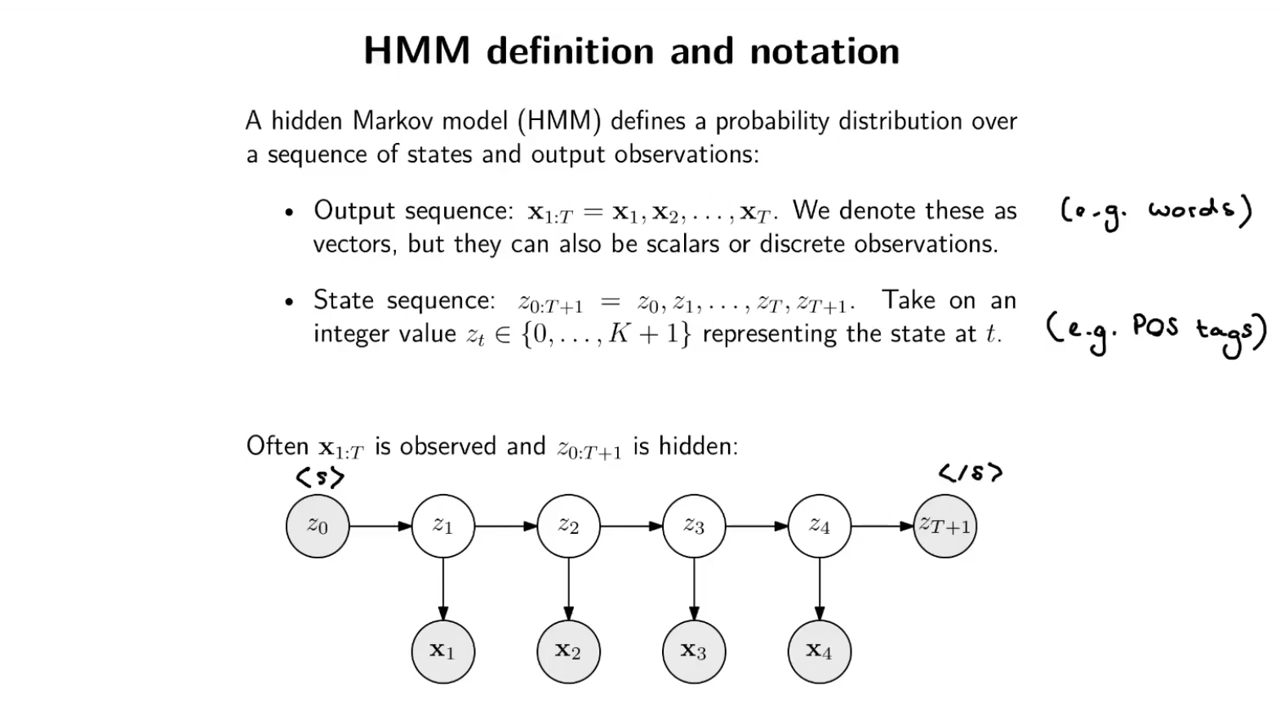 HMM definition and notation
A hidden Markov model (HMM) defines a probability distribution over
a sequence of states and output observations:
• Output sequence: x₁:T = x₁, x₂, . . . , xT. We denote these as
vectors, but they can also be scalars or discrete observations.
(e.g. words)
• State sequence: z₀:T+1 = z₀, z₁, . . . , zT, zT+1. Take on an
integer value zₜ ∈ {0, . . . , K + 1} representing the state at t.
(e.g. POS tags)
Often x₁:T is observed and z₀:T+1 is hidden:
<s> </s>
z₀ z₁ z₂ z₃ z₄ zT+1
x₁ x₂ x₃ x₄